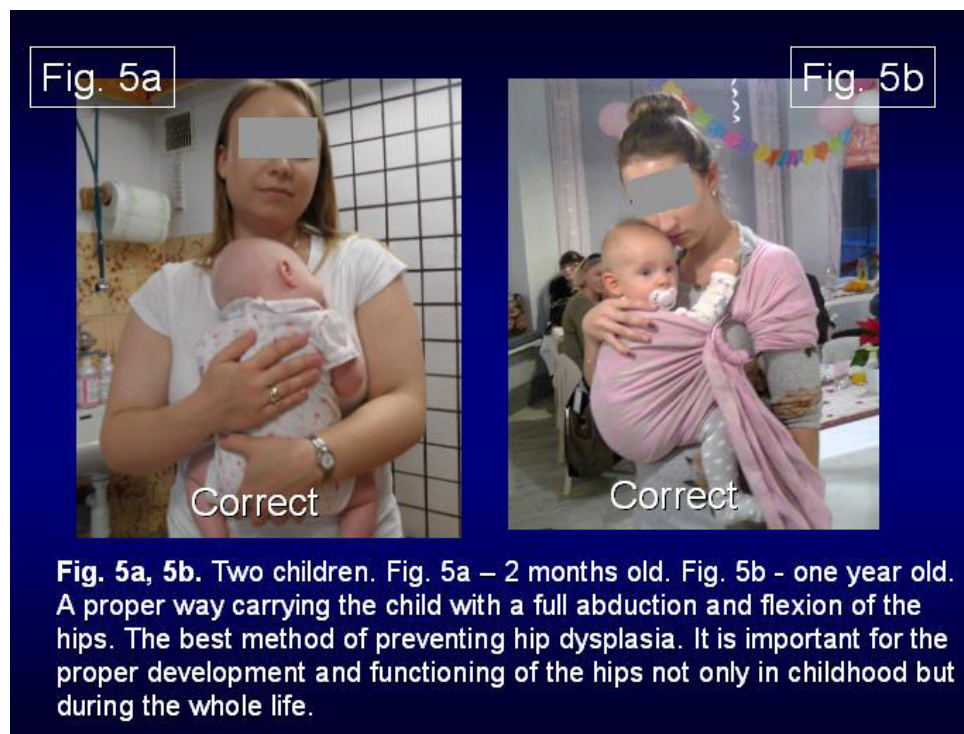 Fig. 5a
Fig. 5b
Correct
Correct
Fig. 5a, 5b. Two children. Fig. 5a – 2 months old. Fig. 5b - one year old.
A proper way carrying the child with a full abduction and flexion of the
hips. The best method of preventing hip dysplasia. It is important for the
proper development and functioning of the hips not only in childhood but
during the whole life.